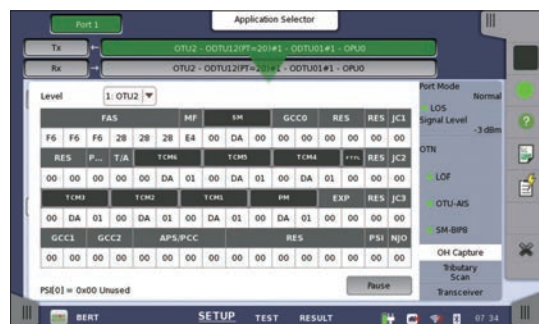 Port 1
Application Selector
Tx
OTU2 - ODTU12(PT=20)#1 - ODTU01#1 - OPU0
Rx
OTU2 - ODTU12(PT=20)#1 - ODTU01#1 - OPU0
Level 1: OTU2
FAS MF SM GCC0 RES RES JC1
F6 F6 F6 28 28 28 E4 00 DA 00 00 00 00 00 00 00
RES P... T/A TCM6 TCM5 TCM4 FTFL RES JC2
00 00 00 00 00 DA 01 00 DA 01 00 DA 01 00 00 00
TCM3 TCM2 TCM1 PM EXP RES JC3
00 DA 01 00 DA 01 00 DA 01 00 DA 01 00 00 00 00
GCC1 GCC2 APS/PCC RES PSI NJO
00 00 00 00 00 00 00 00 00 00 00 00 00 00 00 00
PSI[0] = 0x00 Unused
Pause
Port Mode
Normal
LOS
Signal Level
-3 dBm
OTN
LOF
OTU-AIS
SM-BIP8
OH Capture
Tributary
Scan
Transceiver
BERT SETUP TEST RESULT 07 34